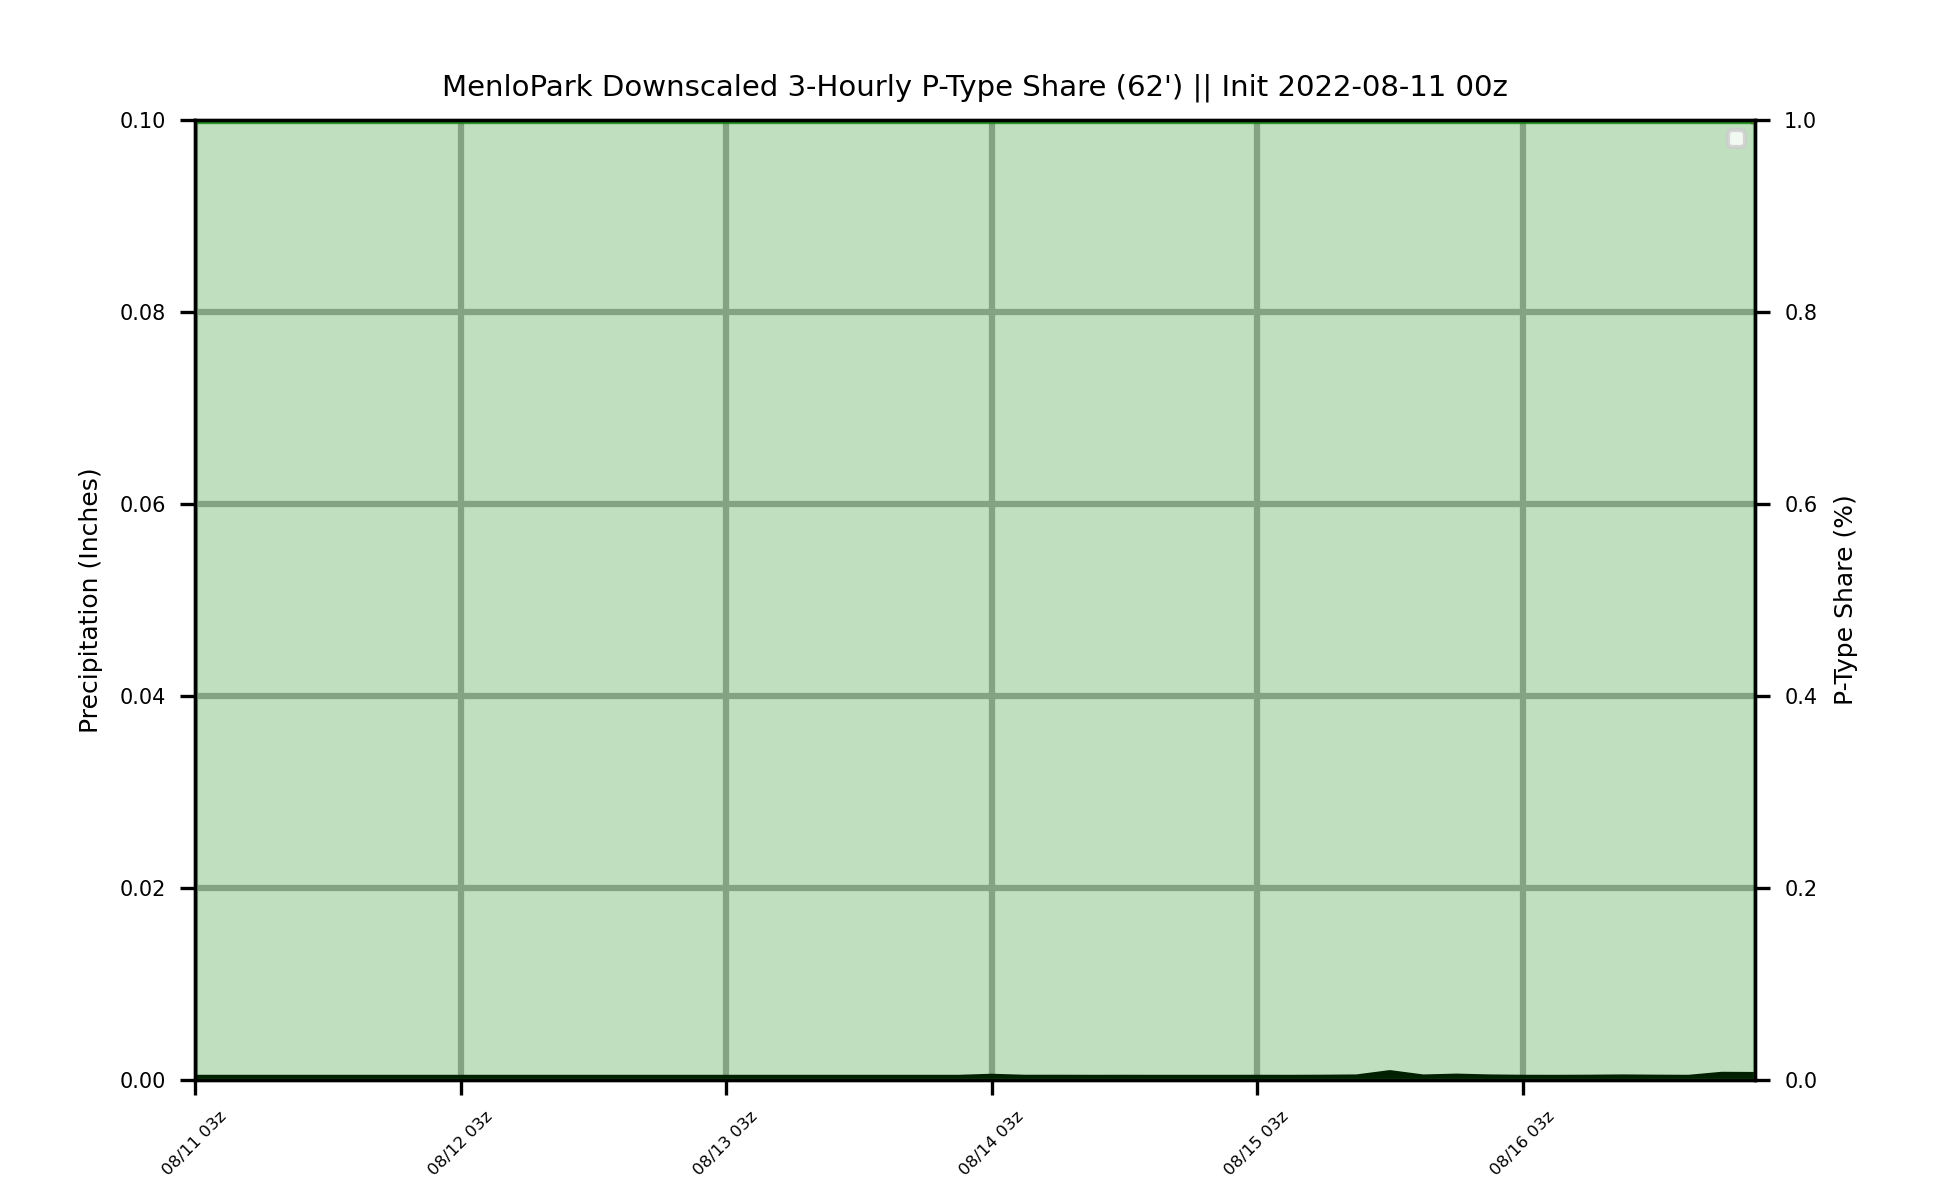 MenloPark Downscaled 3-Hourly P-Type Share (62') || Init 2022-08-11 00z
Precipitation (Inches)
0.10
0.08
0.06
0.04
0.02
0.00
1.0
0.8
0.6
0.4
0.2
0.0
P-Type Share (%)
08/11 03z
08/12 03z
08/13 03z
08/14 03z
08/15 03z
08/16 03z